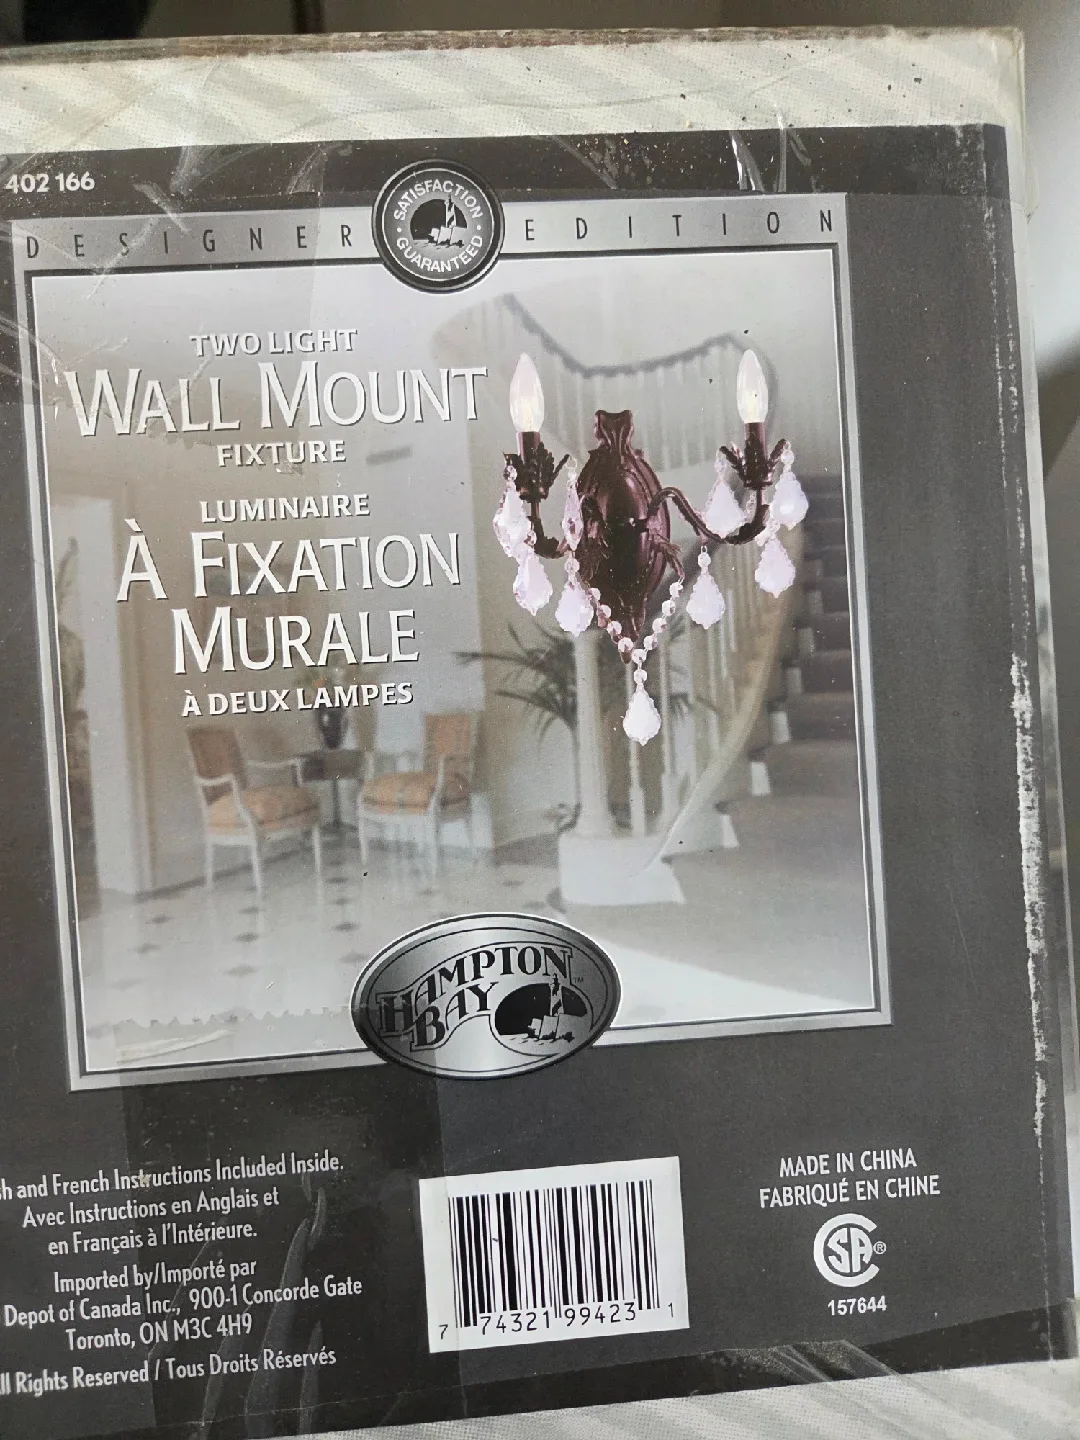 402 166
DESIGNER EDITION
SATISFACTION GUARANTEED
TWO LIGHT
WALL MOUNT
FIXTURE
LUMINAIRE
À FIXATION
MURALE
À DEUX LAMPES
HAMPTON
BAY
and French Instructions Included Inside.
Avec Instructions en Anglais et
en Français à l'Intérieure.
Imported by/Importé par
Depot of Canada Inc., 900-1 Concorde Gate
Toronto, ON M3C 4H9
Rights Reserved / Tous Droits Réservés
7 74321 99423 1
MADE IN CHINA
FABRIQUÉ EN CHINE
SA®
157644